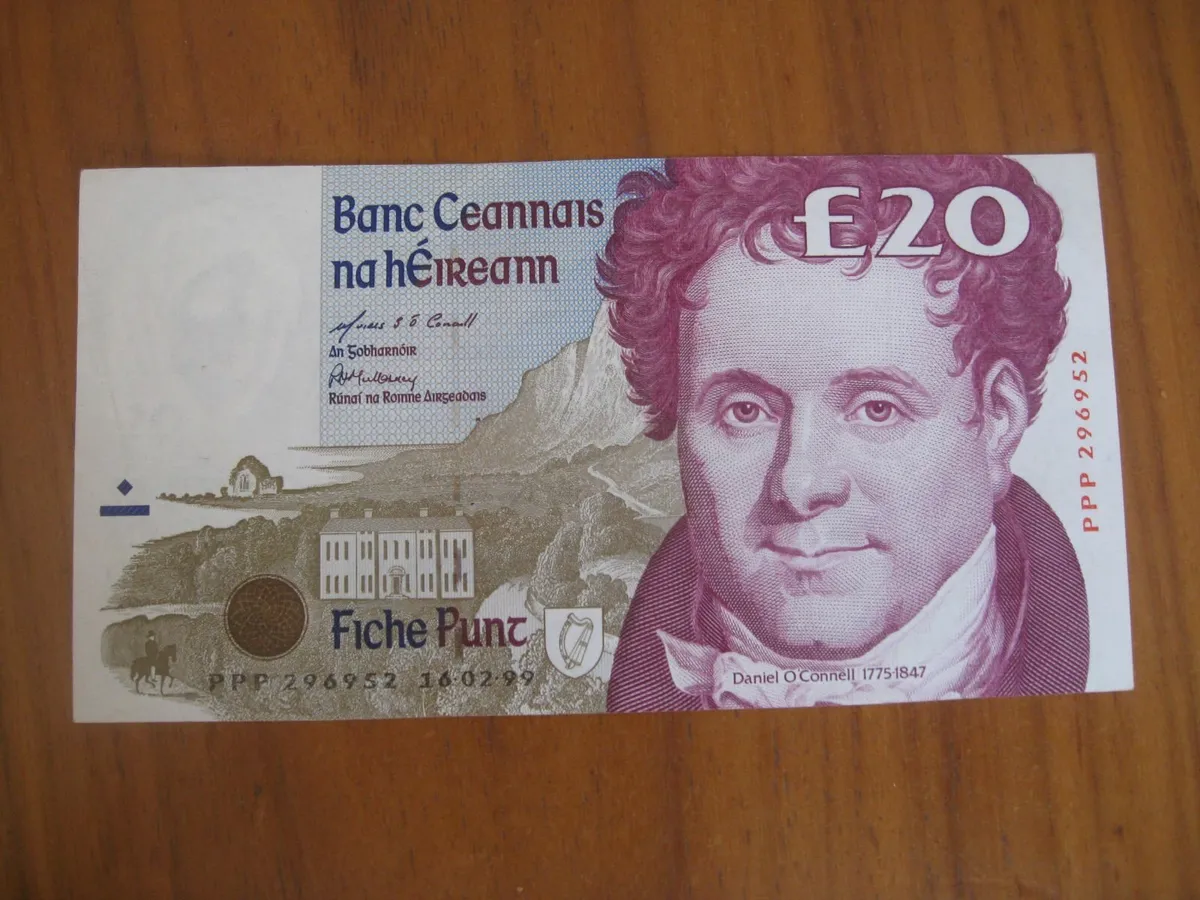 Banc Ceannais
na hÉireann
£20
An Gobharnóir
Rúnaí na Roinne Airgeadais
Fiche Punt
PPP 296952 16·02·99
Daniel O'Connell 1775·1847
PPP 296952